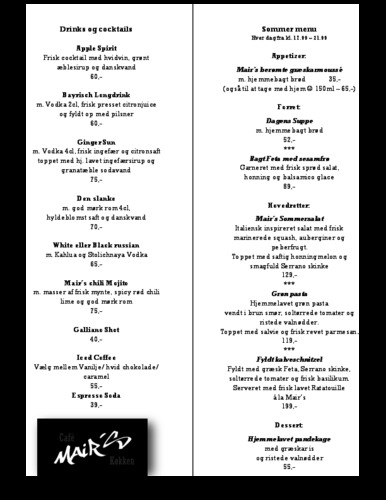 Drinks og cocktails
Apple Spirit
Frisk cocktail med hvidvin, grønt
æblesirup og danskvand
60,-
Bayrisch Longdrink
m. Vodka 2cl, frisk presset citronjuice
og fyldt op med pilsner
60,-
Ginger Sun
m. Vodka 4cl, frisk ingefær og citronsaft
toppet med hj. lavet ingefærsirup og
granatæble sodavand
75,-
Den slanke
m. god mørk rom 4cl,
hyldeblomst saft og danskvand
70,-
White eller Black russian
m. Kahlua og Stolichnaya Vodka
65,-
Mair's chili Mojito
m. masser af frisk mynte, spicy rød chili
lime og god mørk rom
75,-
Galliano Shot
40,-
Iced Coffee
Vælg mellem Vanilje/ hvid chokolade/
caramel
55,-
Espresso Soda
39,-
Café
MAIR'S
Køkken
Sommer menu
Hver dag fra kl. 17.00 – 21.00
Appetizer:
Mair's berømte græskarmousse
m. hjemmebagt brød 35,-
(også til at tage med hjem☺ 150ml – 65,-)
Forret:
Dagens Suppe
m. hjemmebagt brød
52,-
***
Bagt Feta med sesamfrø
Garneret med frisk sprød salat,
honning og balsamico glace
89,-
Hovedretter:
Mair's Sommersalat
Italiensk inspireret salat med frisk
marinerede squash, auberginer og
peberfrugt.
Toppet med saftig honningmelon og
smagfuld Serrano skinke
129,-
***
Grøn pasta
Hjemmelavet grøn pasta
vendt i brun smør, soltørrede tomater og
ristede valnødder.
Toppet med salvie og frisk revet parmesan.
119,-
***
Fyldt kalveschnitzel
Fyldt med græsk Feta, Serrano skinke,
soltørrede tomater og frisk basilikum.
Serveret med frisk lavet Ratatouille
à la Mair's
199,-
Dessert:
Hjemmelavet pandekage
med græskaris
og ristede valnødder
55,-